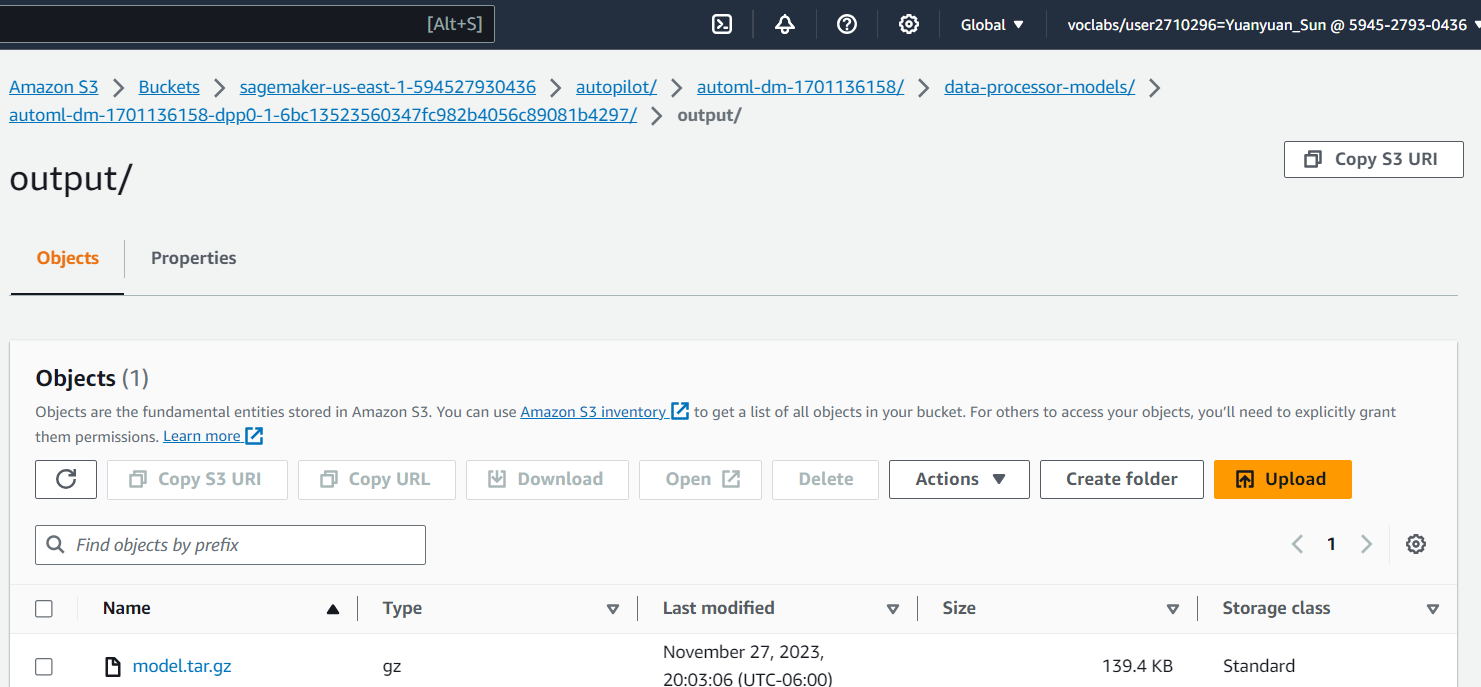 [Alt+S]
Global
voclabs/user2710296=Yuanyuan_Sun @ 5945-2793-0436
Amazon S3 Buckets sagemaker-us-east-1-594527930436 autopilot/ automl-dm-1701136158/ data-processor-models/
automl-dm-1701136158-dpp0-1-6bc13523560347fc982b4056c89081b4297/ output/
output/
Copy S3 URI
Objects
Properties
Objects (1)
Objects are the fundamental entities stored in Amazon S3. You can use Amazon S3 inventory to get a list of all objects in your bucket. For others to access your objects, you'll need to explicitly grant
them permissions. Learn more
Copy S3 URI
Copy URL
Download
Open
Delete
Actions
Create folder
Upload
Find objects by prefix
1
Name Type Last modified Size Storage class
model.tar.gz gz November 27, 2023, 139.4 KB Standard
20:03:06 (UTC-06:00)